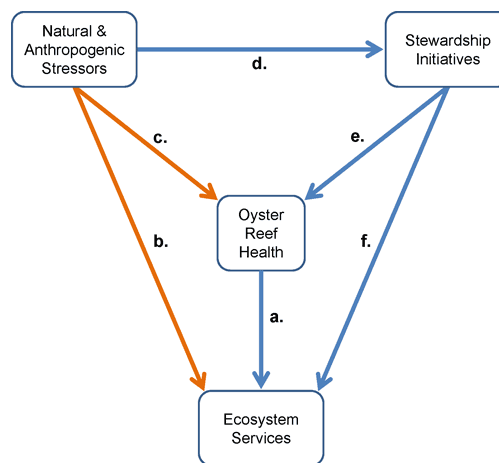 Natural &
Anthropogenic
Stressors
Stewardship
Initiatives
d.
c.
e.
Oyster
Reef
Health
b.
f.
a.
Ecosystem
Services